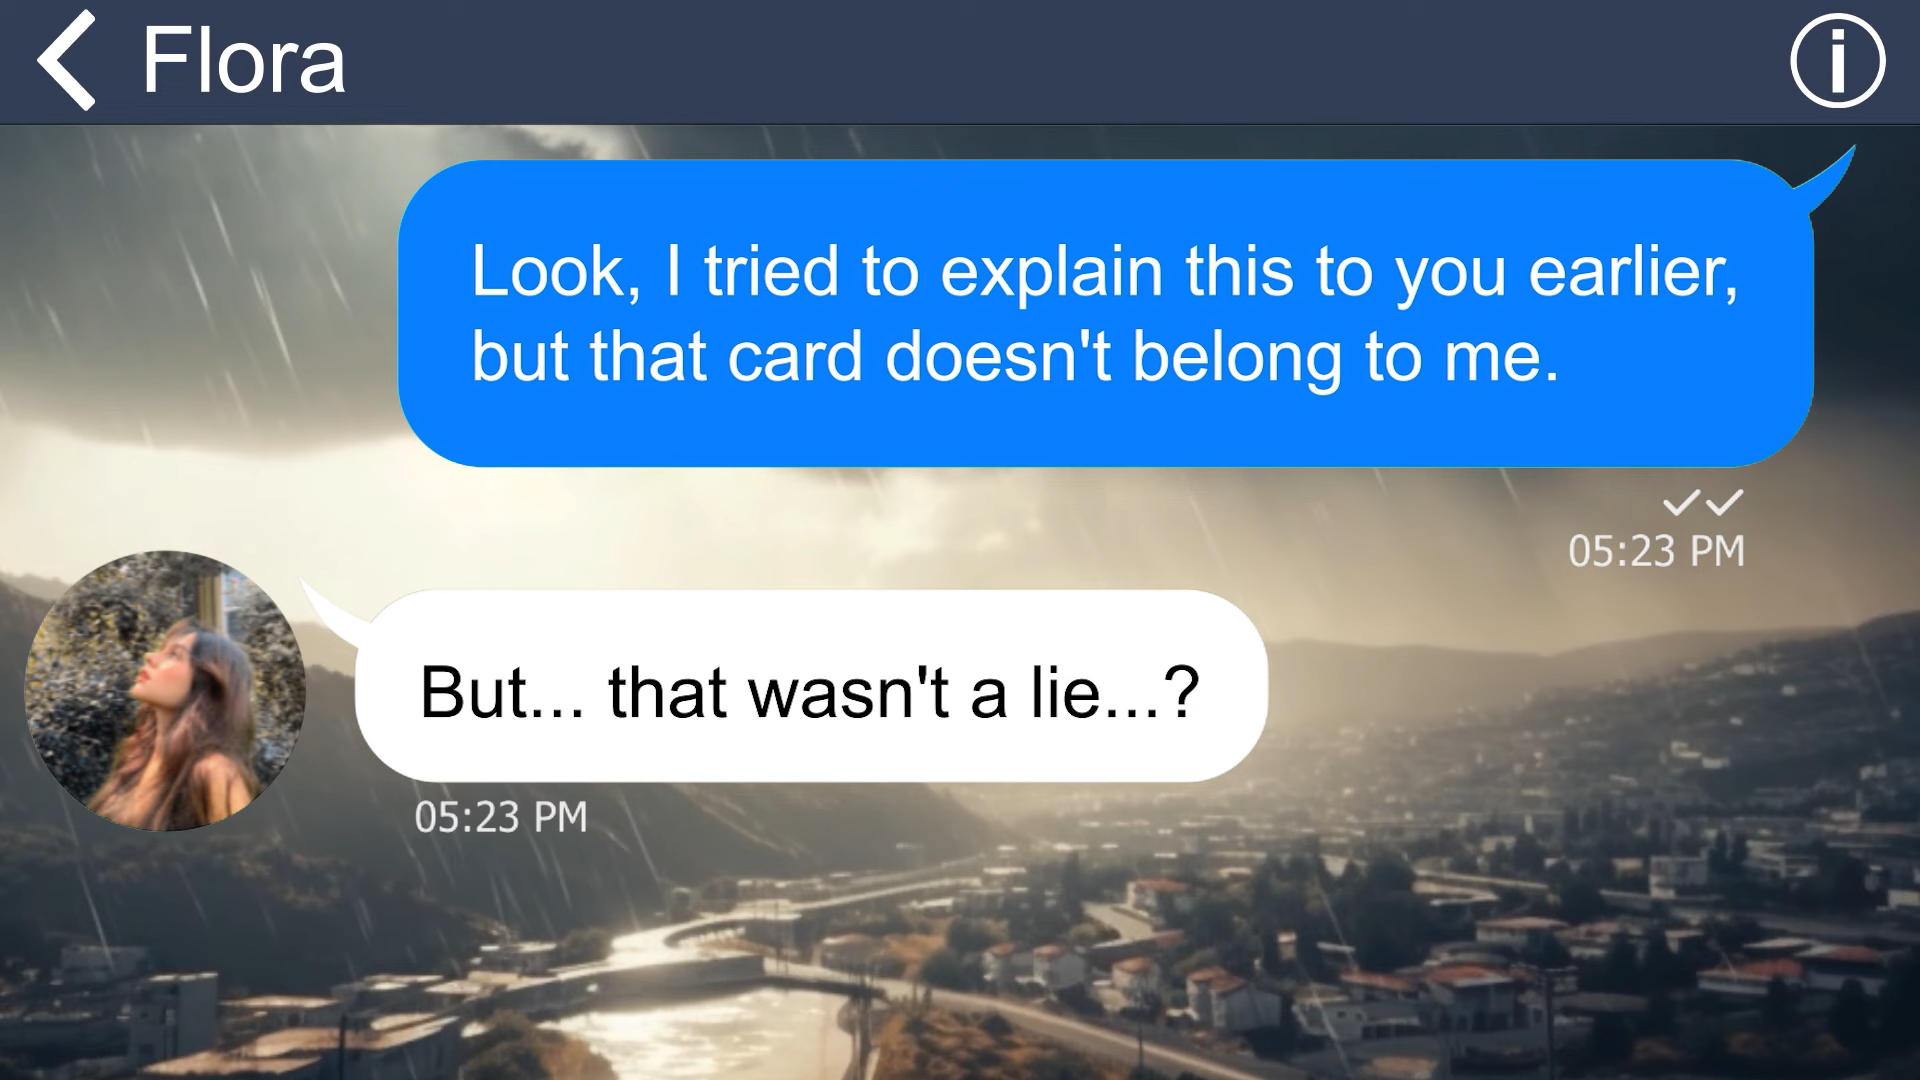 Flora
Look, I tried to explain this to you earlier,
but that card doesn't belong to me.
05:23 PM
But... that wasn't a lie...?
05:23 PM